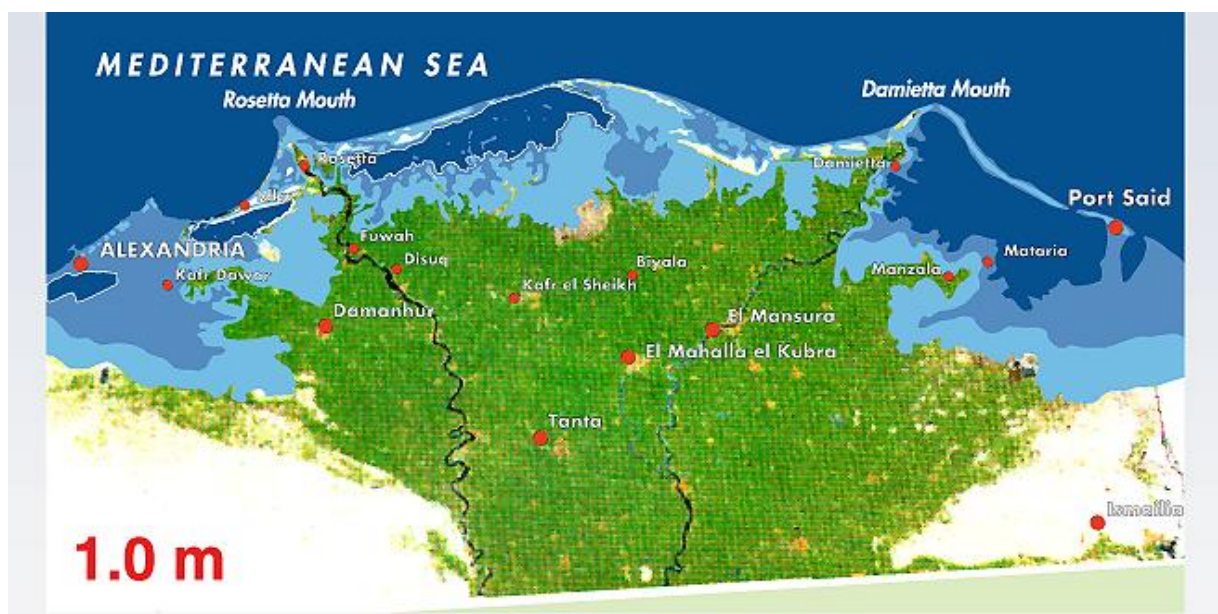 MEDITERRANEAN SEA
Rosetta Mouth
Damietta Mouth
Rosetta
Damietta
Port Said
ALEXANDRIA
Fuwah
Disuq
Biyala
Mataria
Kafr Dawar
Kafr el Sheikh
Manzala
Damanhur
El Mansura
El Mahalla el Kubra
Tanta
Ismailia
1.0 m